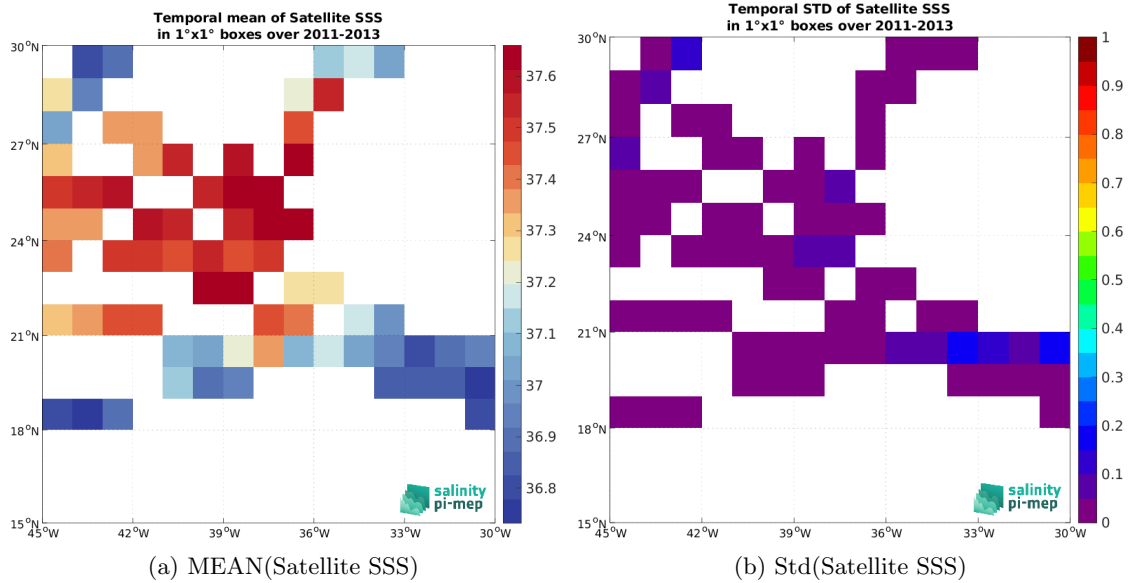 Temporal mean of Satellite SSS
in 1°x1° boxes over 2011-2013
30°N
27°N
24°N
21°N
18°N
15°N
45°W
42°W
39°W
36°W
33°W
30°W
37.6
37.5
37.4
37.3
37.2
37.1
37
36.9
36.8
salinity
pi-mep
(a) MEAN(Satellite SSS)
Temporal STD of Satellite SSS
in 1°x1° boxes over 2011-2013
30°N
27°N
24°N
21°N
18°N
15°N
45°W
42°W
39°W
36°W
33°W
30°W
1
0.9
0.8
0.7
0.6
0.5
0.4
0.3
0.2
0.1
0
salinity
pi-mep
(b) Std(Satellite SSS)